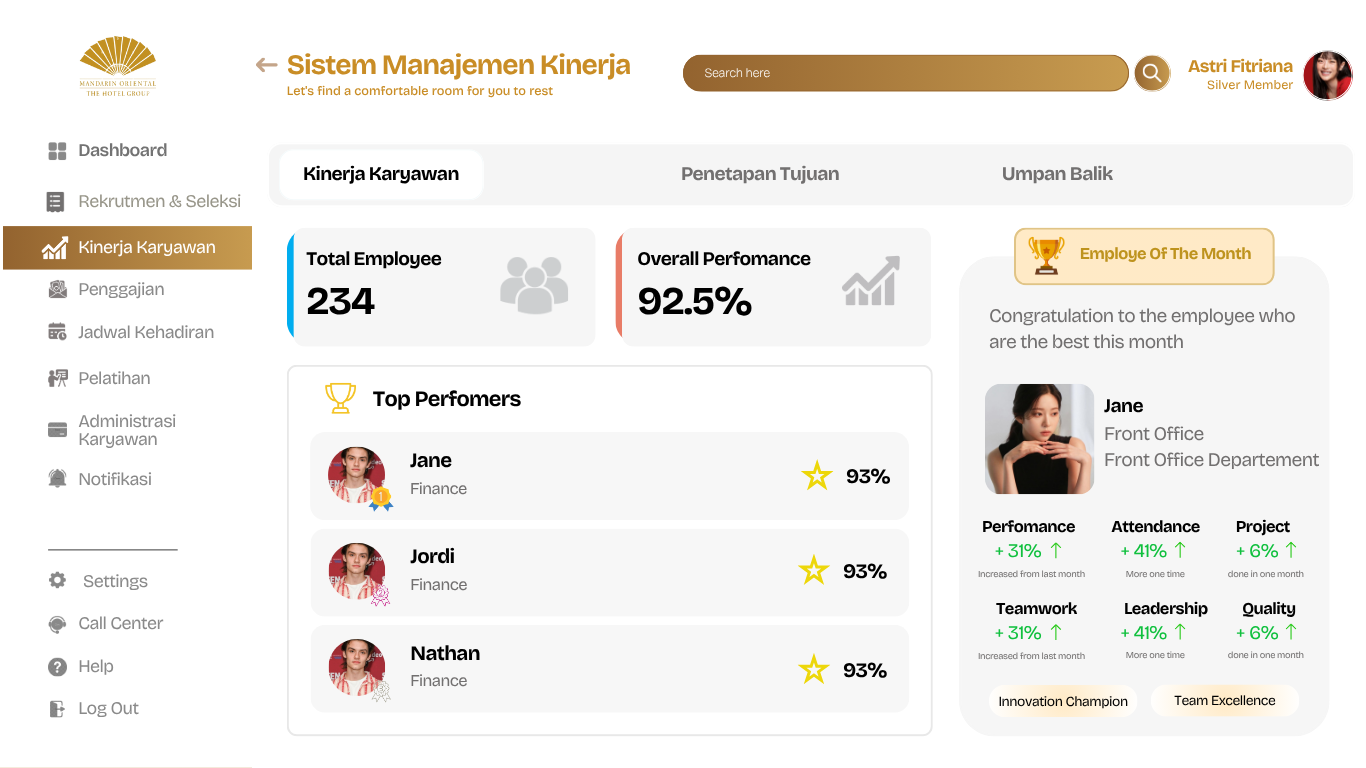 MANDARIN ORIENTAL
THE HOTEL GROUP
Sistem Manajemen Kinerja
Let's find a comfortable room for you to rest
Search here
Astri Fitriana
Silver Member
Dashboard
Rekrutmen & Seleksi
Kinerja Karyawan
Penggajian
Jadwal Kehadiran
Pelatihan
Administrasi
Karyawan
Notifikasi
Settings
Call Center
Help
Log Out
Kinerja Karyawan
Penetapan Tujuan
Umpan Balik
Total Employee
234
Overall Perfomance
92.5%
Top Perfomers
Jane
Finance
1
93%
Jordi
Finance
2
93%
Nathan
Finance
93%
Employe Of The Month
Congratulation to the employee who
are the best this month
Jane
Front Office
Front Office Departement
Perfomance
+ 31% ↑
Increased from last month
Attendance
+ 41% ↑
More one time
Project
+ 6% ↑
done in one month
Teamwork
+ 31% ↑
Increased from last month
Leadership
+ 41% ↑
More one time
Quality
+ 6% ↑
done in one month
Innovation Champion
Team Excellence